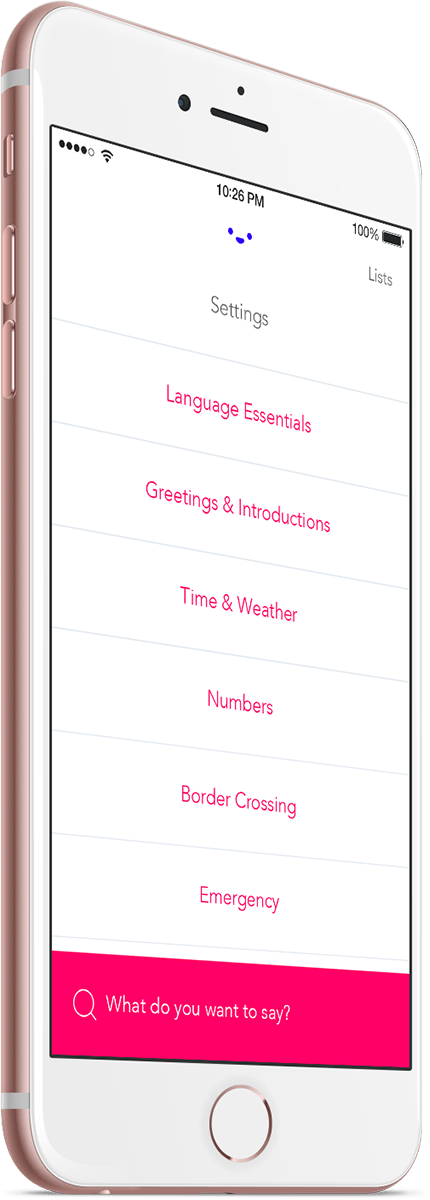 10:26 PM
100%
Lists
Settings
Language Essentials
Greetings & Introductions
Time & Weather
Numbers
Border Crossing
Emergency
What do you want to say?